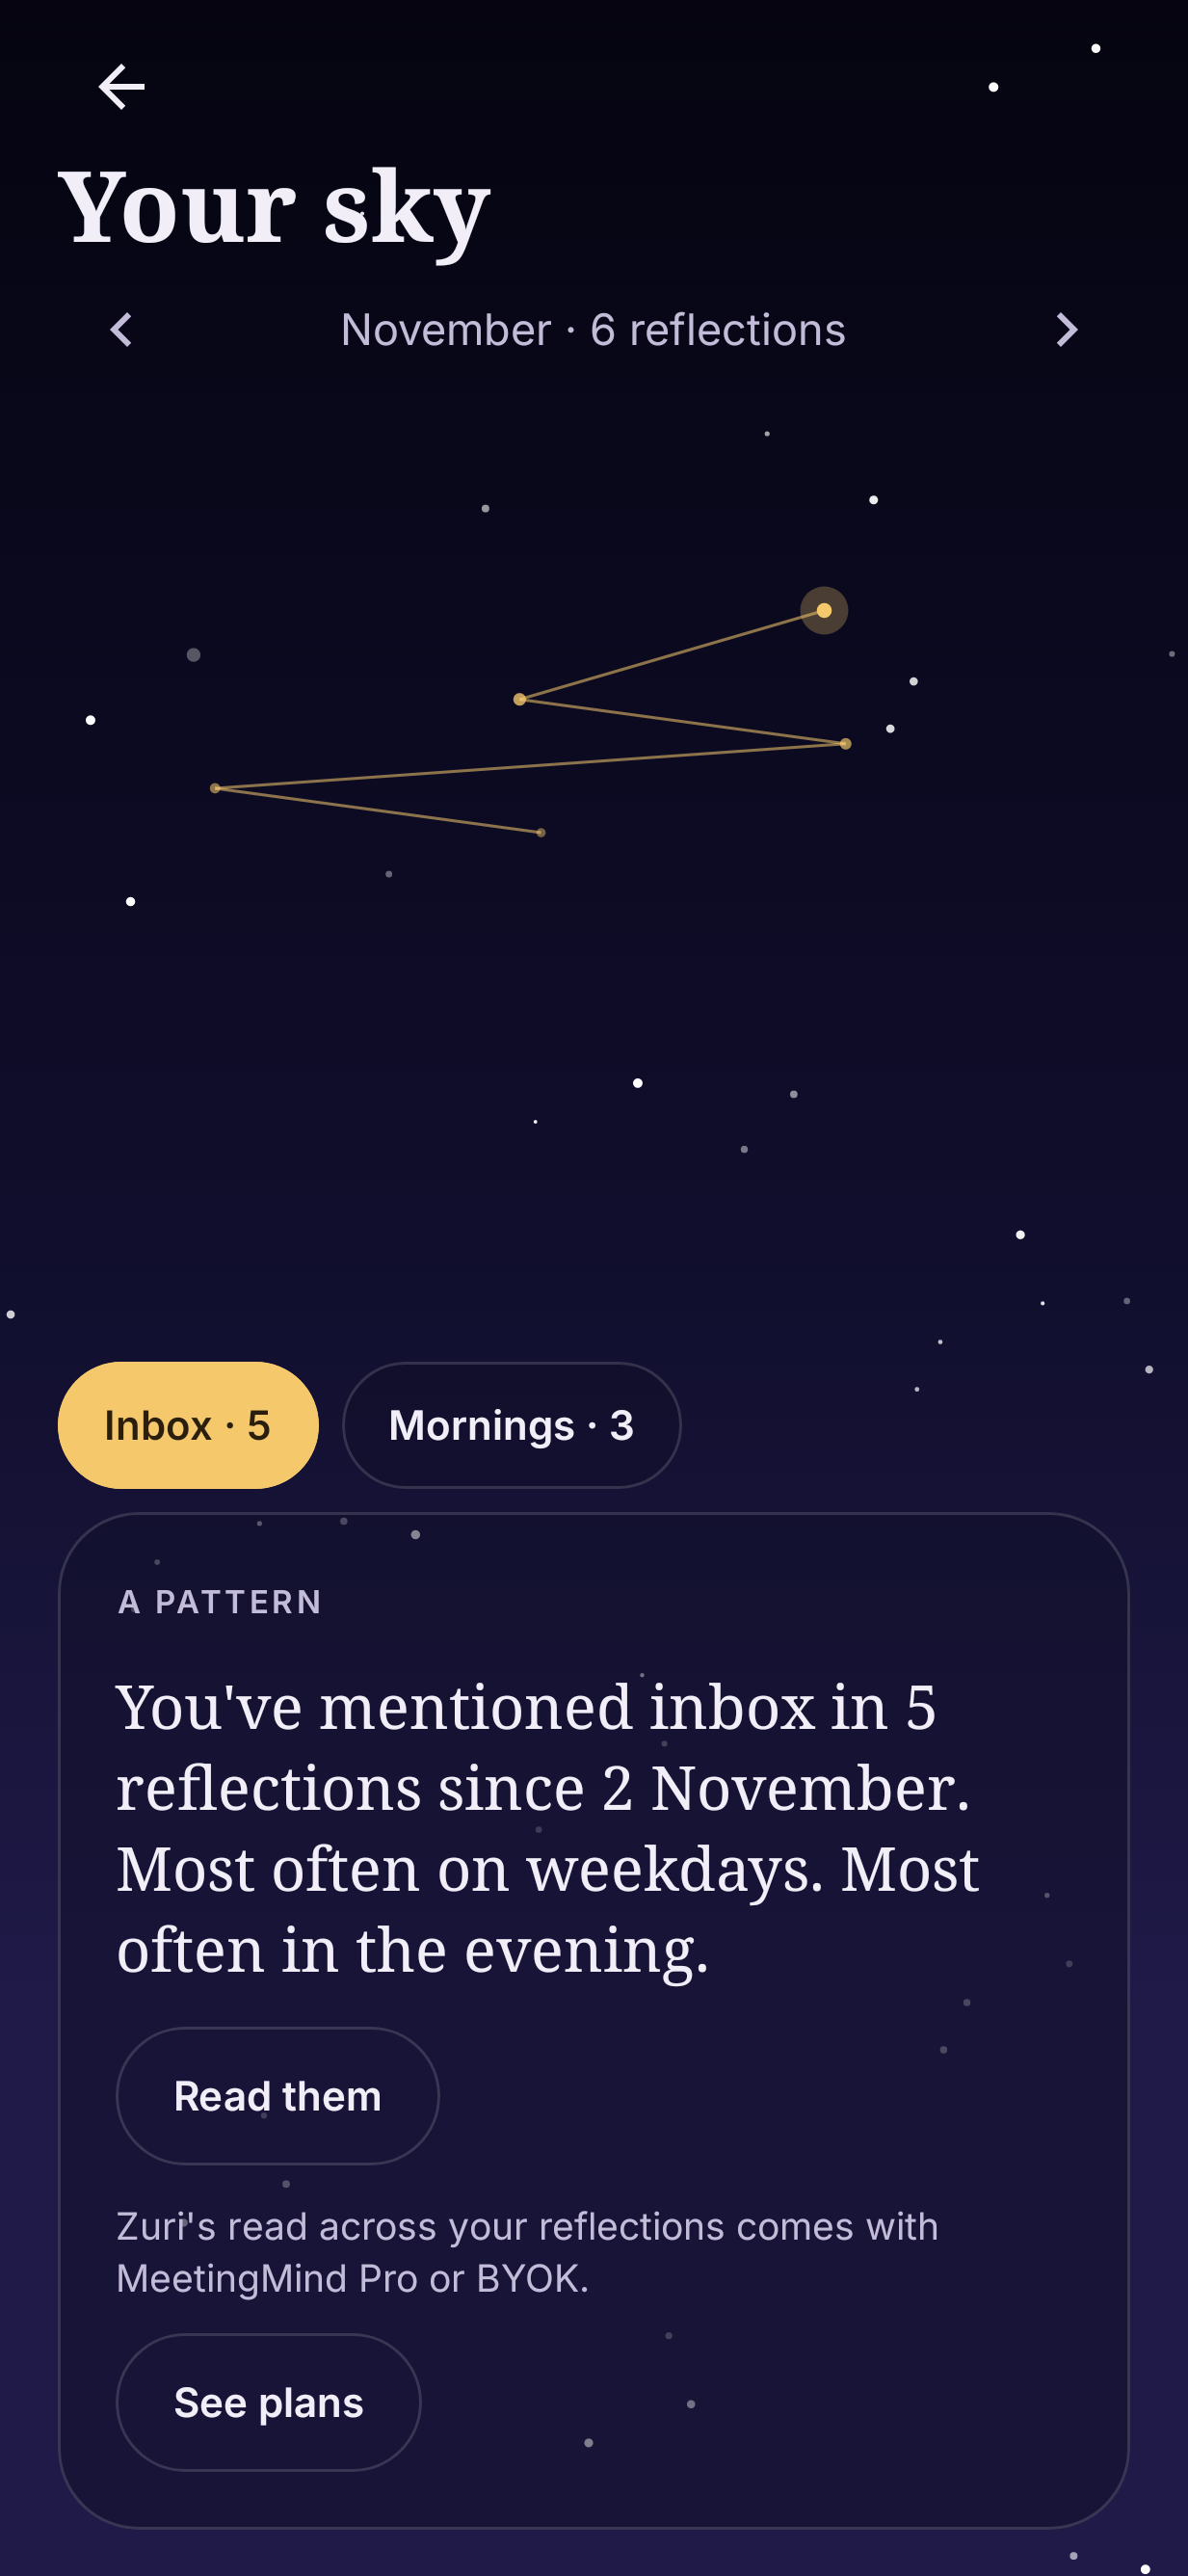 Your sky
November · 6 reflections
Inbox · 5
Mornings · 3
A PATTERN
You've mentioned inbox in 5
reflections since 2 November.
Most often on weekdays. Most
often in the evening.
Read them
Zuri's read across your reflections comes with
MeetingMind Pro or BYOK.
See plans